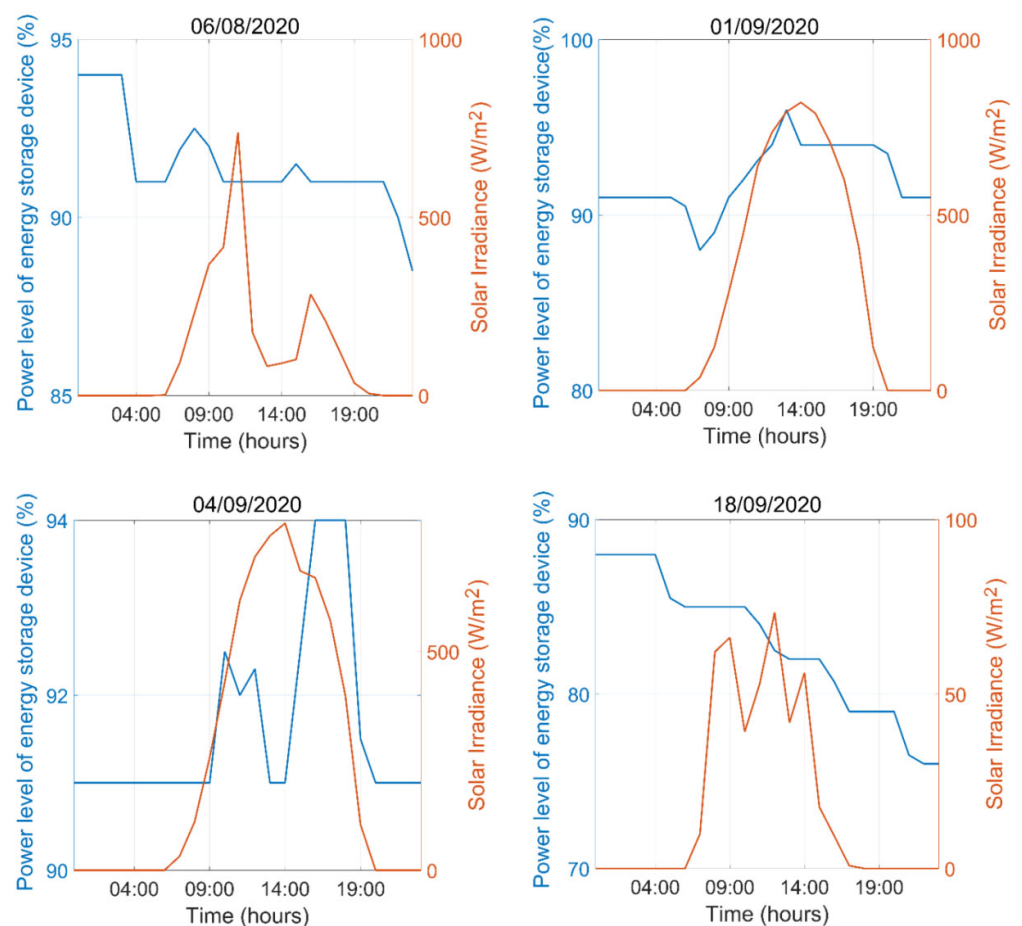 06/08/2020
Power level of energy storage device (%)
95
90
85
1000
500
0
Solar Irradiance (W/m2)
04:00 09:00 14:00 19:00
Time (hours)
01/09/2020
Power level of energy storage device(%)
100
90
80
1000
500
0
Solar Irradiance (W/m2)
04:00 09:00 14:00 19:00
Time (hours)
04/09/2020
Power level of energy storage device (%)
94
93
92
91
90
500
0
Solar Irradiance (W/m2)
04:00 09:00 14:00 19:00
Time (hours)
18/09/2020
Power level of energy storage device (%)
90
80
70
100
50
0
Solar Irradiance (W/m2)
04:00 09:00 14:00 19:00
Time (hours)